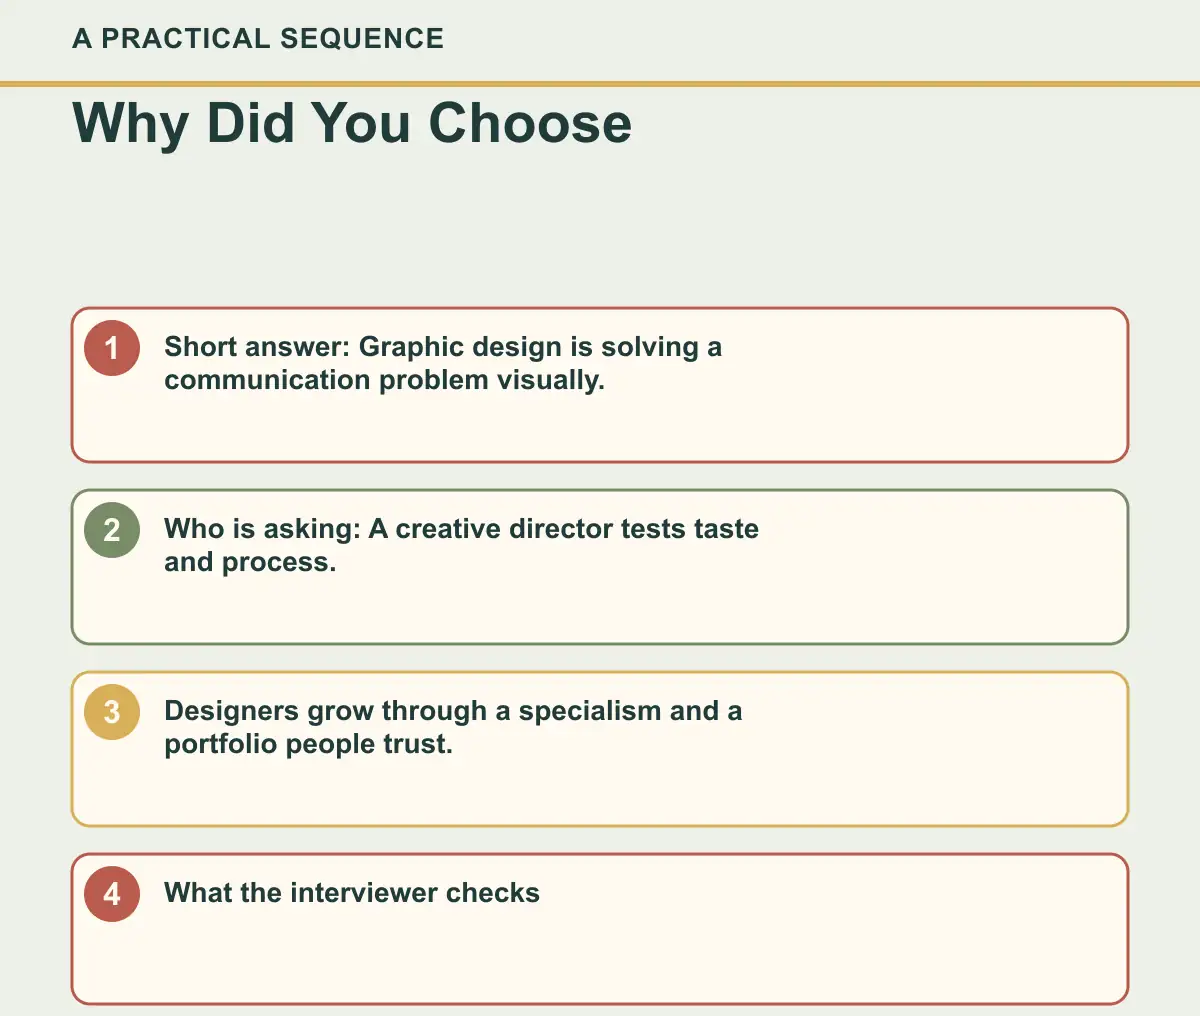 A PRACTICAL SEQUENCE
Why Did You Choose
1
Short answer: Graphic design is solving a
communication problem visually.
2
Who is asking: A creative director tests taste
and process.
3
Designers grow through a specialism and a
portfolio people trust.
4
What the interviewer checks